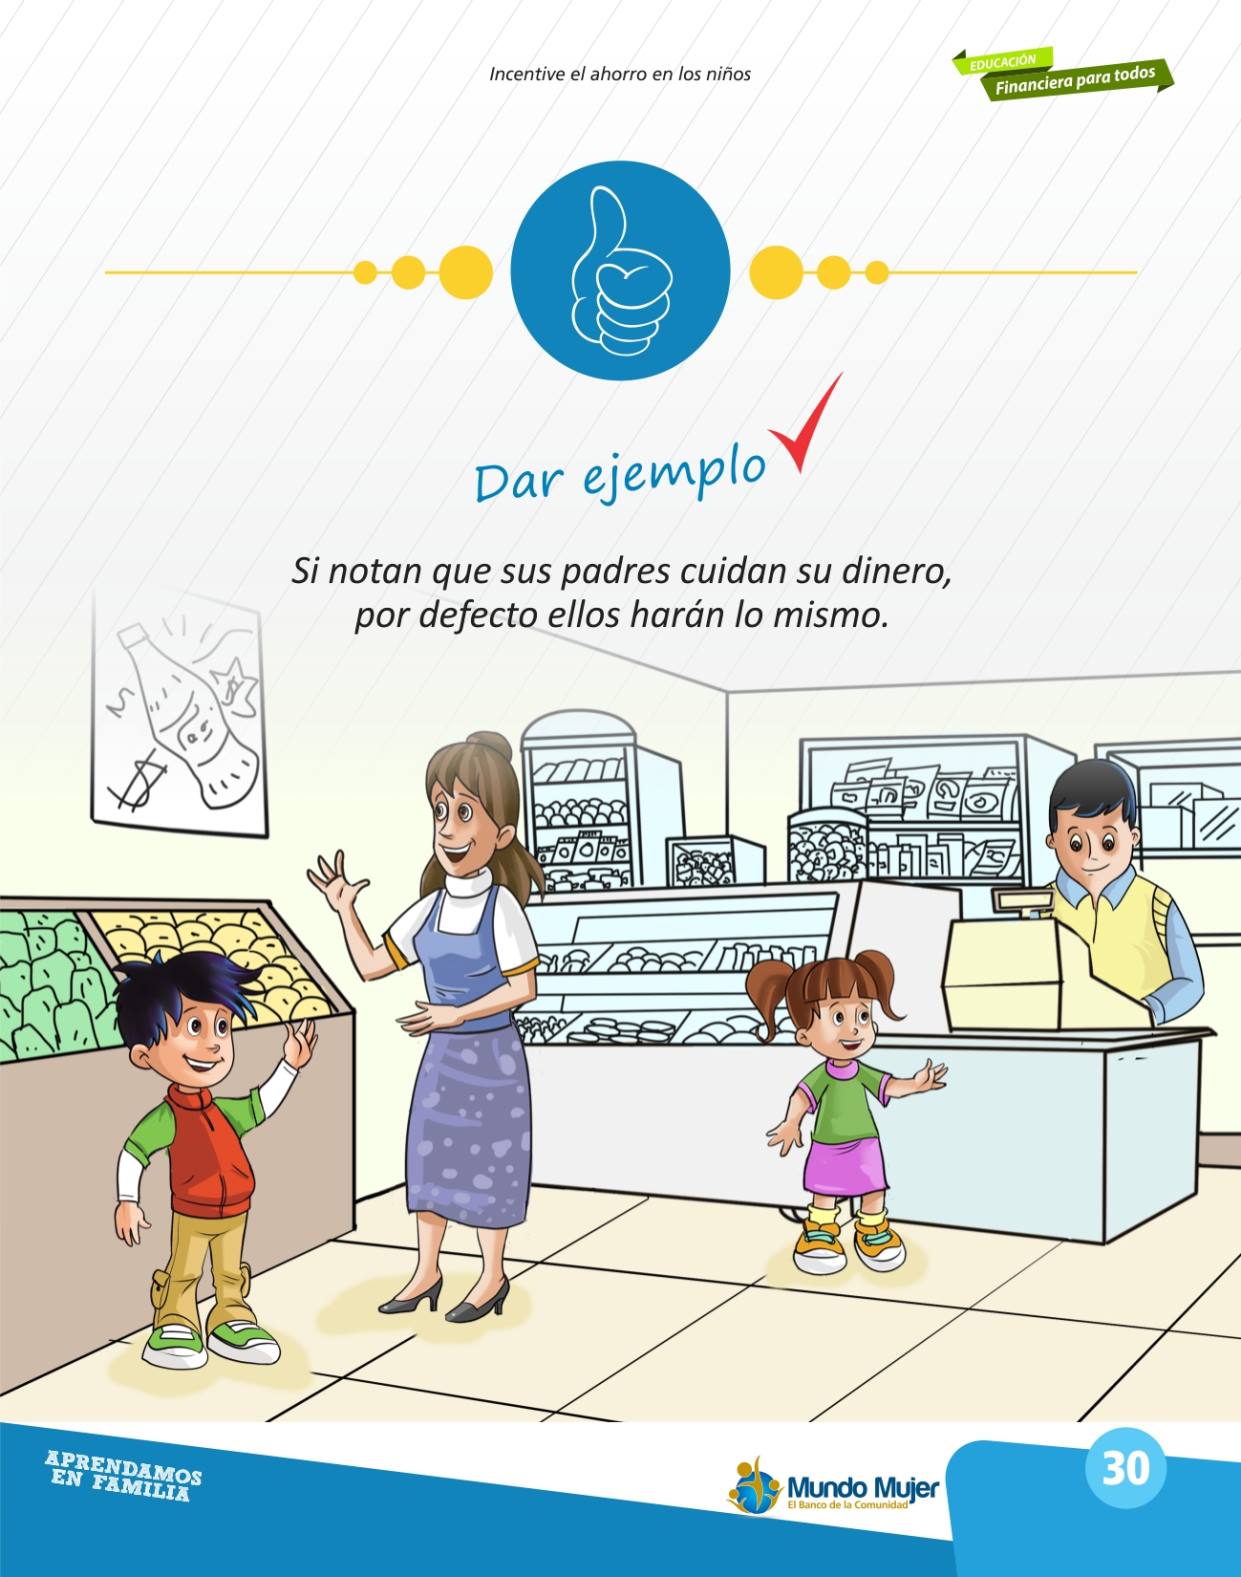 Incentive el ahorro en los niños
EDUCACIÓN
Financiera para todos
Dar ejemplo
Si notan que sus padres cuidan su dinero,
por defecto ellos harán lo mismo.
APRENDAMOS
EN FAMILIA
Mundo Mujer
El Banco de la Comunidad
30